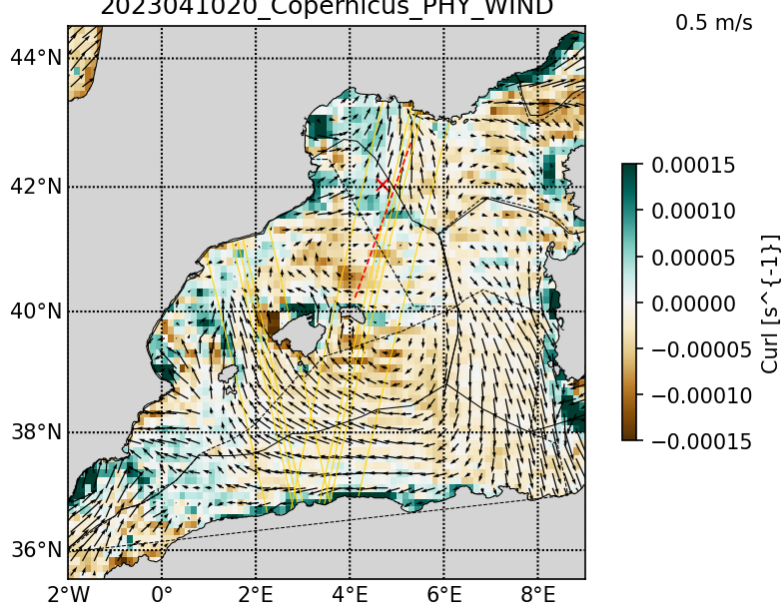 2023041020_Copernicus_PHY_WIND
0.5 m/s
44°N
42°N
40°N
38°N
36°N
2°W 0° 2°E 4°E 6°E 8°E
0.00015
0.00010
0.00005
0.00000
−0.00005
−0.00010
−0.00015
Curl [s^{-1}]